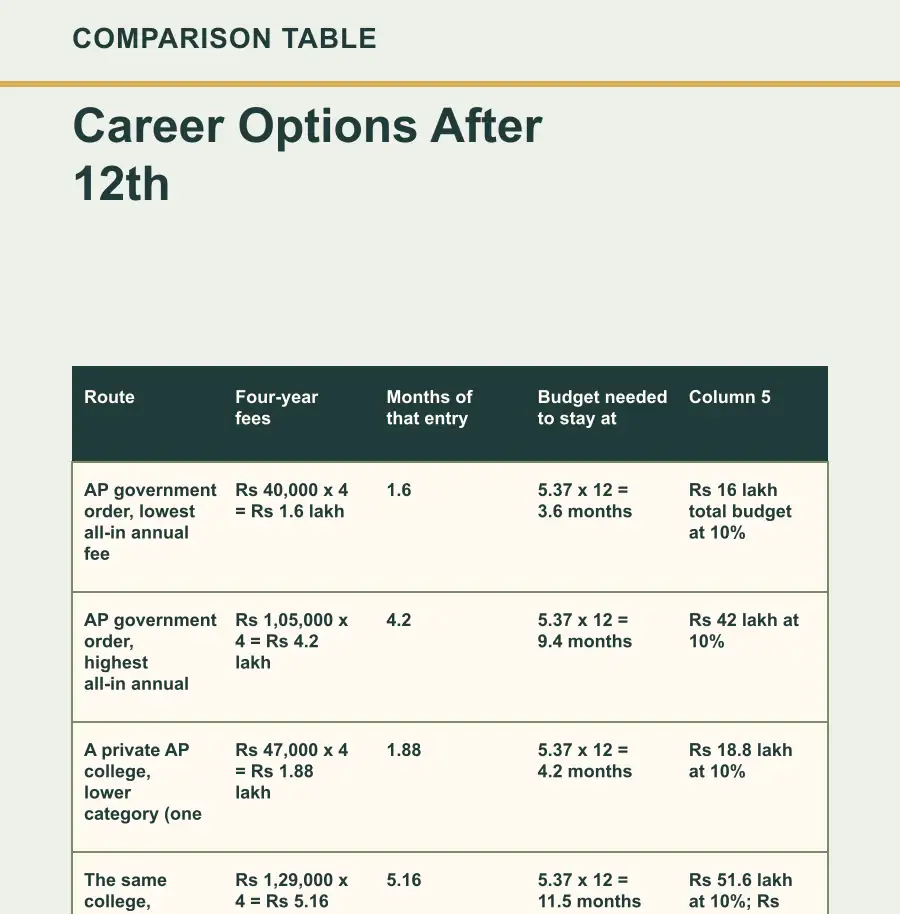 COMPARISON TABLE
Career Options After
12th
Route
Four-year
fees
Months of
that entry
Budget needed
to stay at
Column 5
AP government
order, lowest
all-in annual
fee
Rs 40,000 x 4
= Rs 1.6 lakh
1.6
5.37 x 12 =
3.6 months
Rs 16 lakh
total budget
at 10%
AP government
order,
highest
all-in annual
Rs 1,05,000 x
4 = Rs 4.2
lakh
4.2
5.37 x 12 =
9.4 months
Rs 42 lakh at
10%
A private AP
college,
lower
category (one
Rs 47,000 x 4
= Rs 1.88
lakh
1.88
5.37 x 12 =
4.2 months
Rs 18.8 lakh
at 10%
The same
college,
Rs 1,29,000 x
4 = Rs 5.16
5.16
5.37 x 12 =
11.5 months
Rs 51.6 lakh
at 10%; Rs